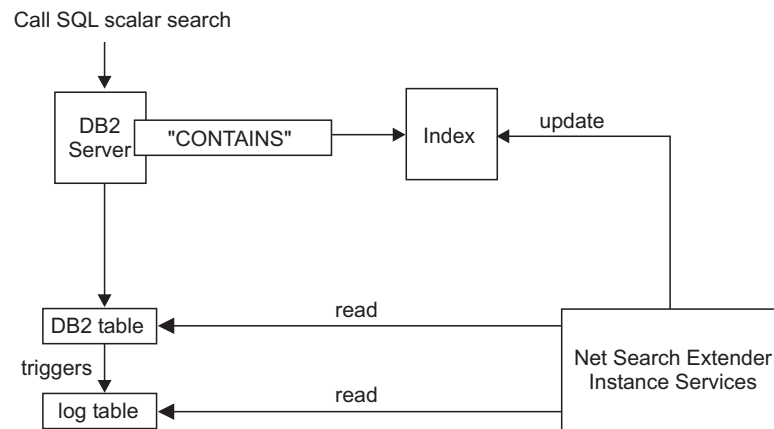 Call SQL scalar search
DB2
Server
"CONTAINS"
Index
update
DB2 table
read
triggers
log table
read
Net Search Extender
Instance Services